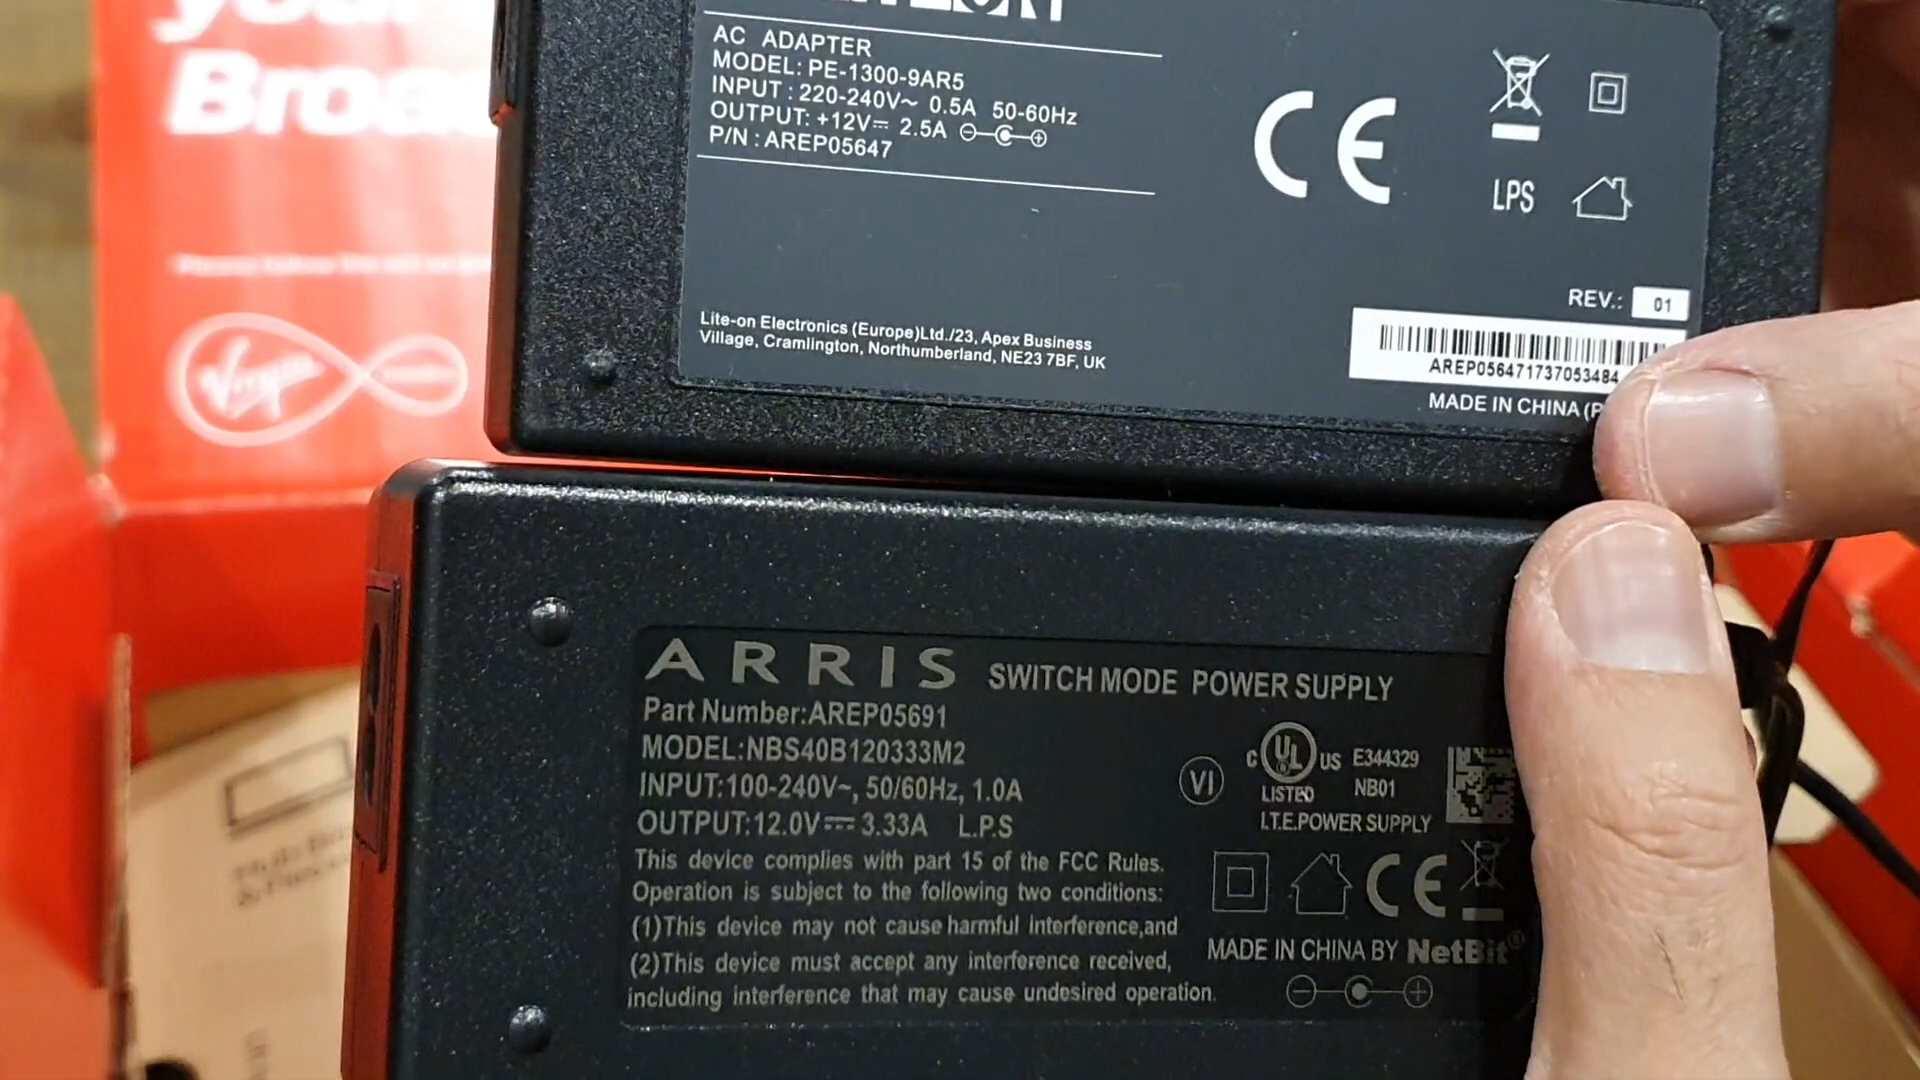 AC ADAPTER
MODEL: PE-1300-9AR5
INPUT : 220-240V~ 0.5A 50-60Hz
OUTPUT: +12V⎓ 2.5A
P/N : AREP05647
LPS
REV.: 01
Lite-on Electronics (Europe)Ltd./23, Apex Business
Village, Cramlington, Northumberland, NE23 7BF, UK
AREP056471737053484
MADE IN CHINA
CE
Broa
Virgin
ARRIS SWITCH MODE POWER SUPPLY
Part Number:AREP05691
MODEL:NBS40B120333M2
INPUT:100-240V~, 50/60Hz, 1.0A
OUTPUT:12.0V⎓ 3.33A L.P.S
This device complies with part 15 of the FCC Rules.
Operation is subject to the following two conditions:
(1)This device may not cause harmful interference,and
(2)This device must accept any interference received,
including interference that may cause undesired operation.
VI
C UL US E344329
LISTED NB01
I.T.E.POWER SUPPLY
CE
MADE IN CHINA BY NetBit®